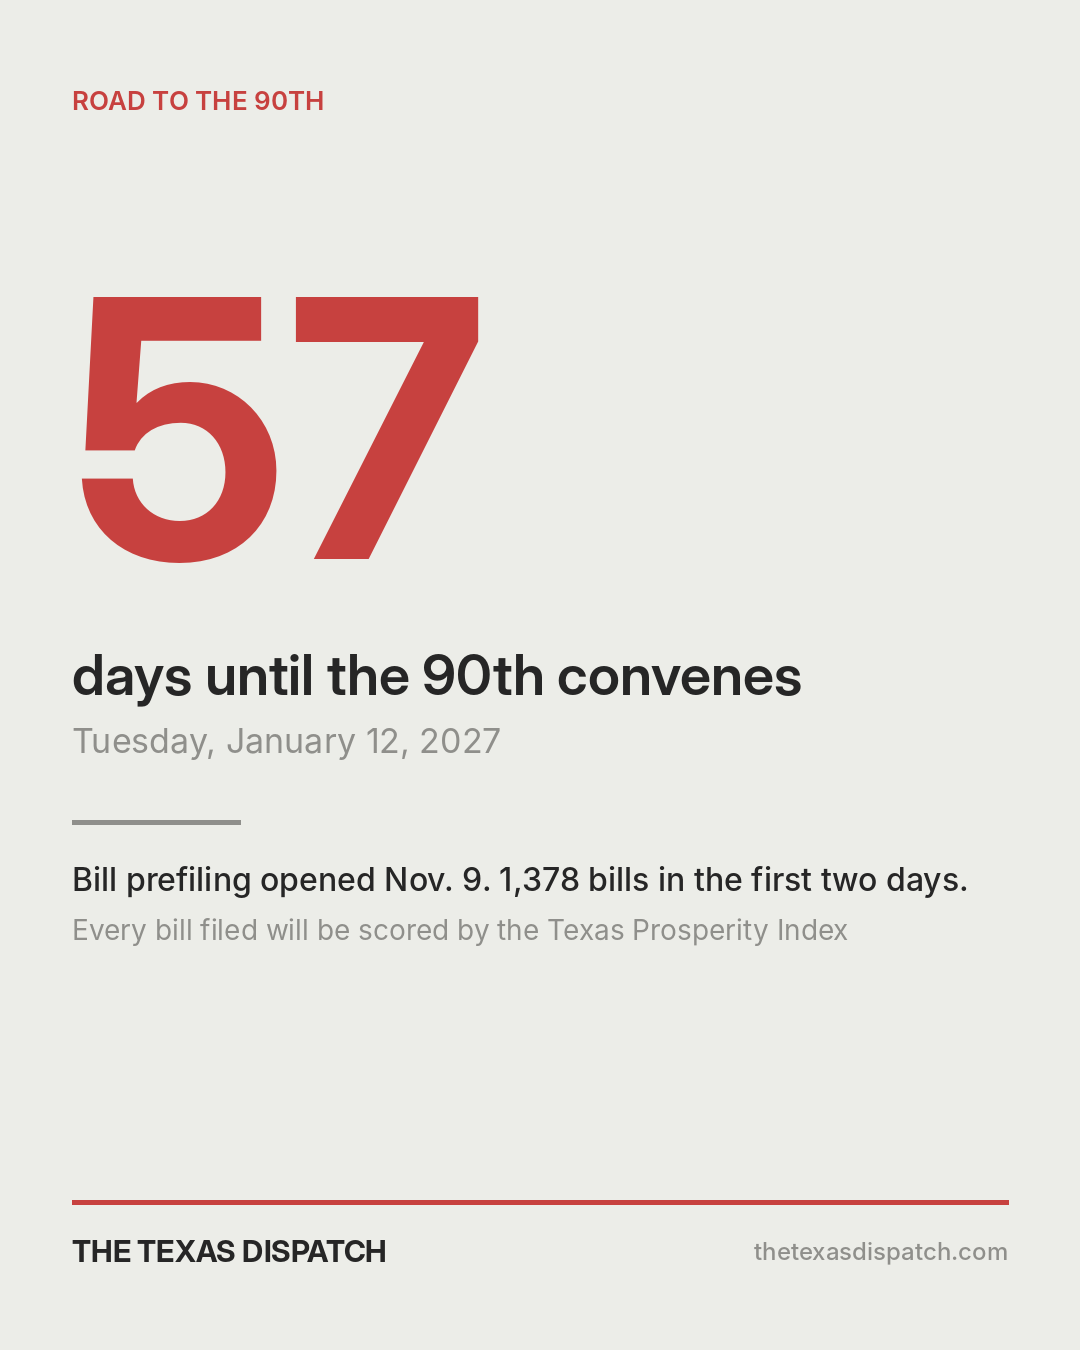 ROAD TO THE 90TH
57
days until the 90th convenes
Tuesday, January 12, 2027
Bill prefiling opened Nov. 9. 1,378 bills in the first two days.
Every bill filed will be scored by the Texas Prosperity Index
THE TEXAS DISPATCH
thetexasdispatch.com